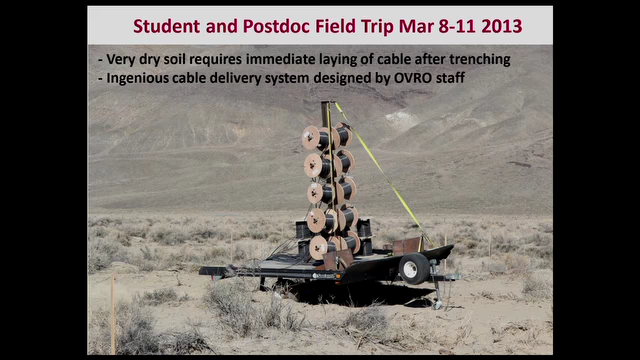 Student and Postdoc Field Trip Mar 8-11 2013
- Very dry soil requires immediate laying of cable after trenching
- Ingenious cable delivery system designed by OVRO staff